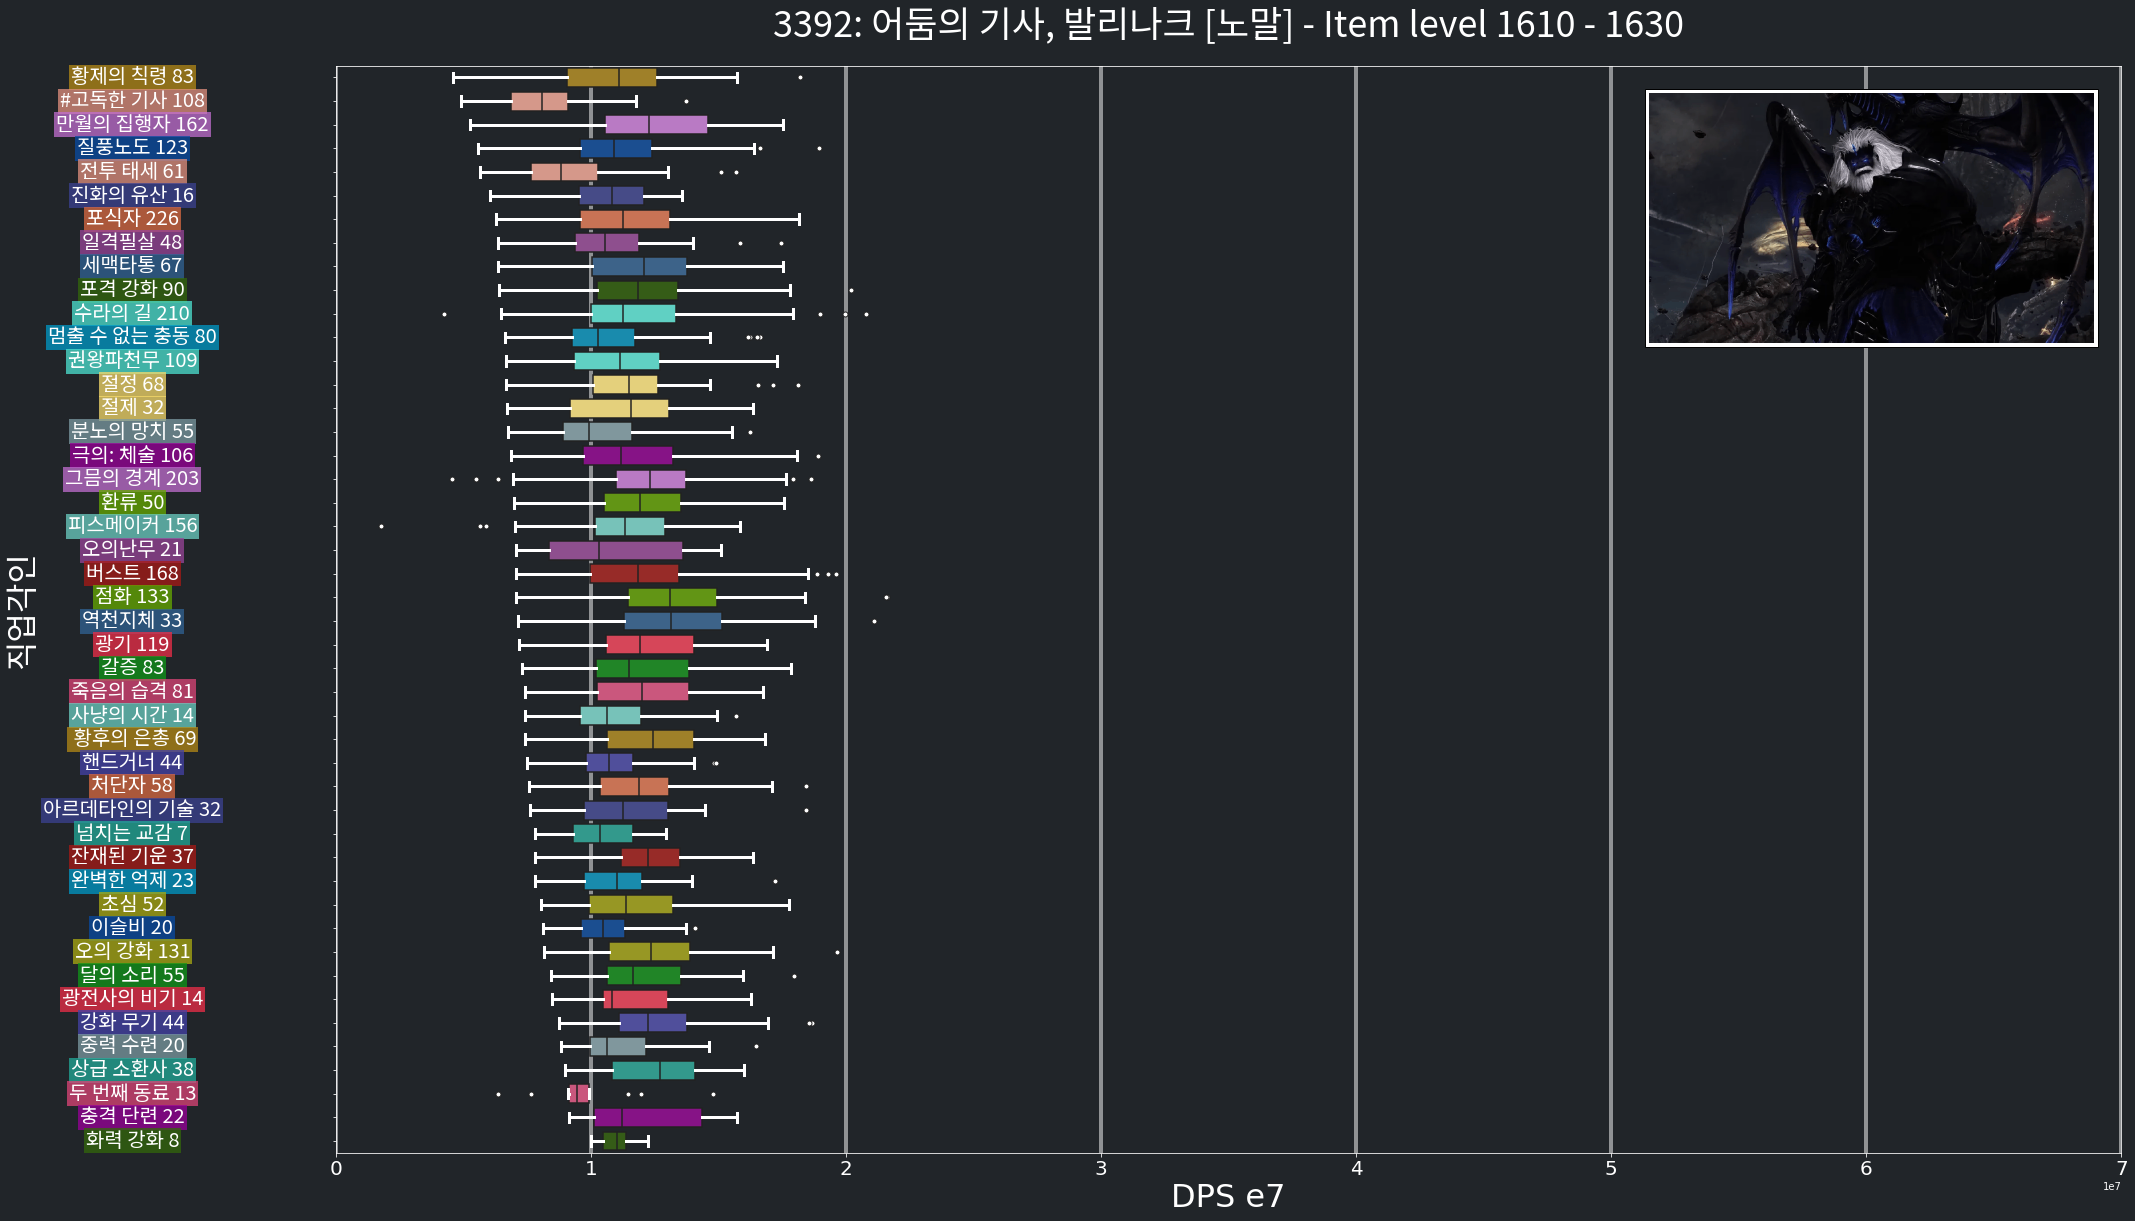 3392: 어둠의 기사, 발리나크 [노말] - Item level 1610 - 1630
황제의 칙령 83
#고독한 기사 108
만월의 집행자 162
질풍노도 123
전투 태세 61
진화의 유산 16
포식자 226
일격필살 48
세맥타통 67
포격 강화 90
수라의 길 210
멈출 수 없는 충동 80
권왕파천무 109
절정 68
절제 32
분노의 망치 55
극의: 체술 106
그믐의 경계 203
환류 50
피스메이커 156
오의난무 21
버스트 168
점화 133
역천지체 33
광기 119
갈증 83
죽음의 습격 81
사냥의 시간 14
황후의 은총 69
핸드거너 44
처단자 58
아르데타인의 기술 32
넘치는 교감 7
잔재된 기운 37
완벽한 억제 23
초심 52
이슬비 20
오의 강화 131
달의 소리 55
광전사의 비기 14
강화 무기 44
중력 수련 20
상급 소환사 38
두 번째 동료 13
충격 단련 22
화력 강화 8
직업각인
0 1 2 3 4 5 6 7
1e7
DPS e7